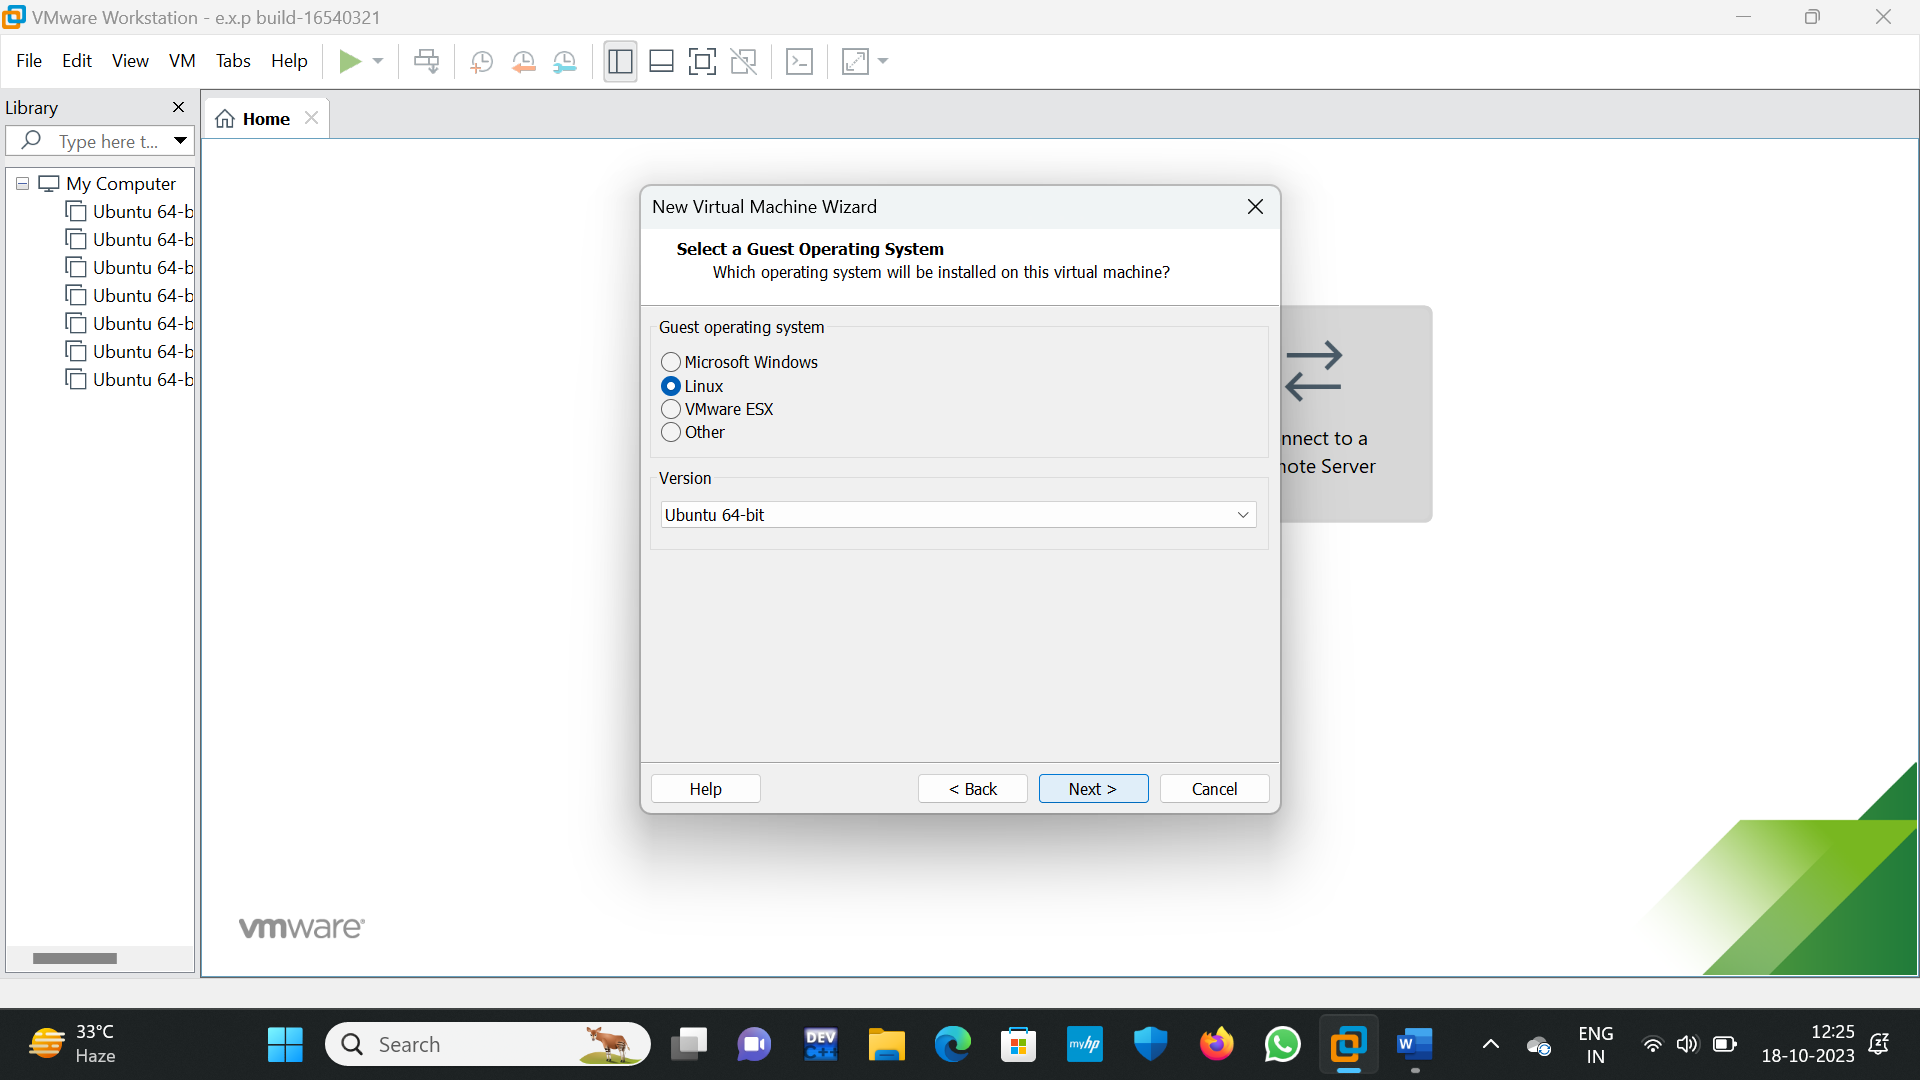 VMware Workstation - e.x.p build-16540321
File Edit View VM Tabs Help
Library
Home
Type here t...
My Computer
Ubuntu 64-b
Ubuntu 64-b
Ubuntu 64-b
Ubuntu 64-b
Ubuntu 64-b
Ubuntu 64-b
Ubuntu 64-b
New Virtual Machine Wizard
Select a Guest Operating System
Which operating system will be installed on this virtual machine?
Guest operating system
Microsoft Windows
Linux
VMware ESX
Other
Version
Ubuntu 64-bit
Help < Back Next > Cancel
nnect to a
note Server
vmware
33°C
Haze
Search
DEV
C++
myhp
W
ENG
IN
12:25
18-10-2023